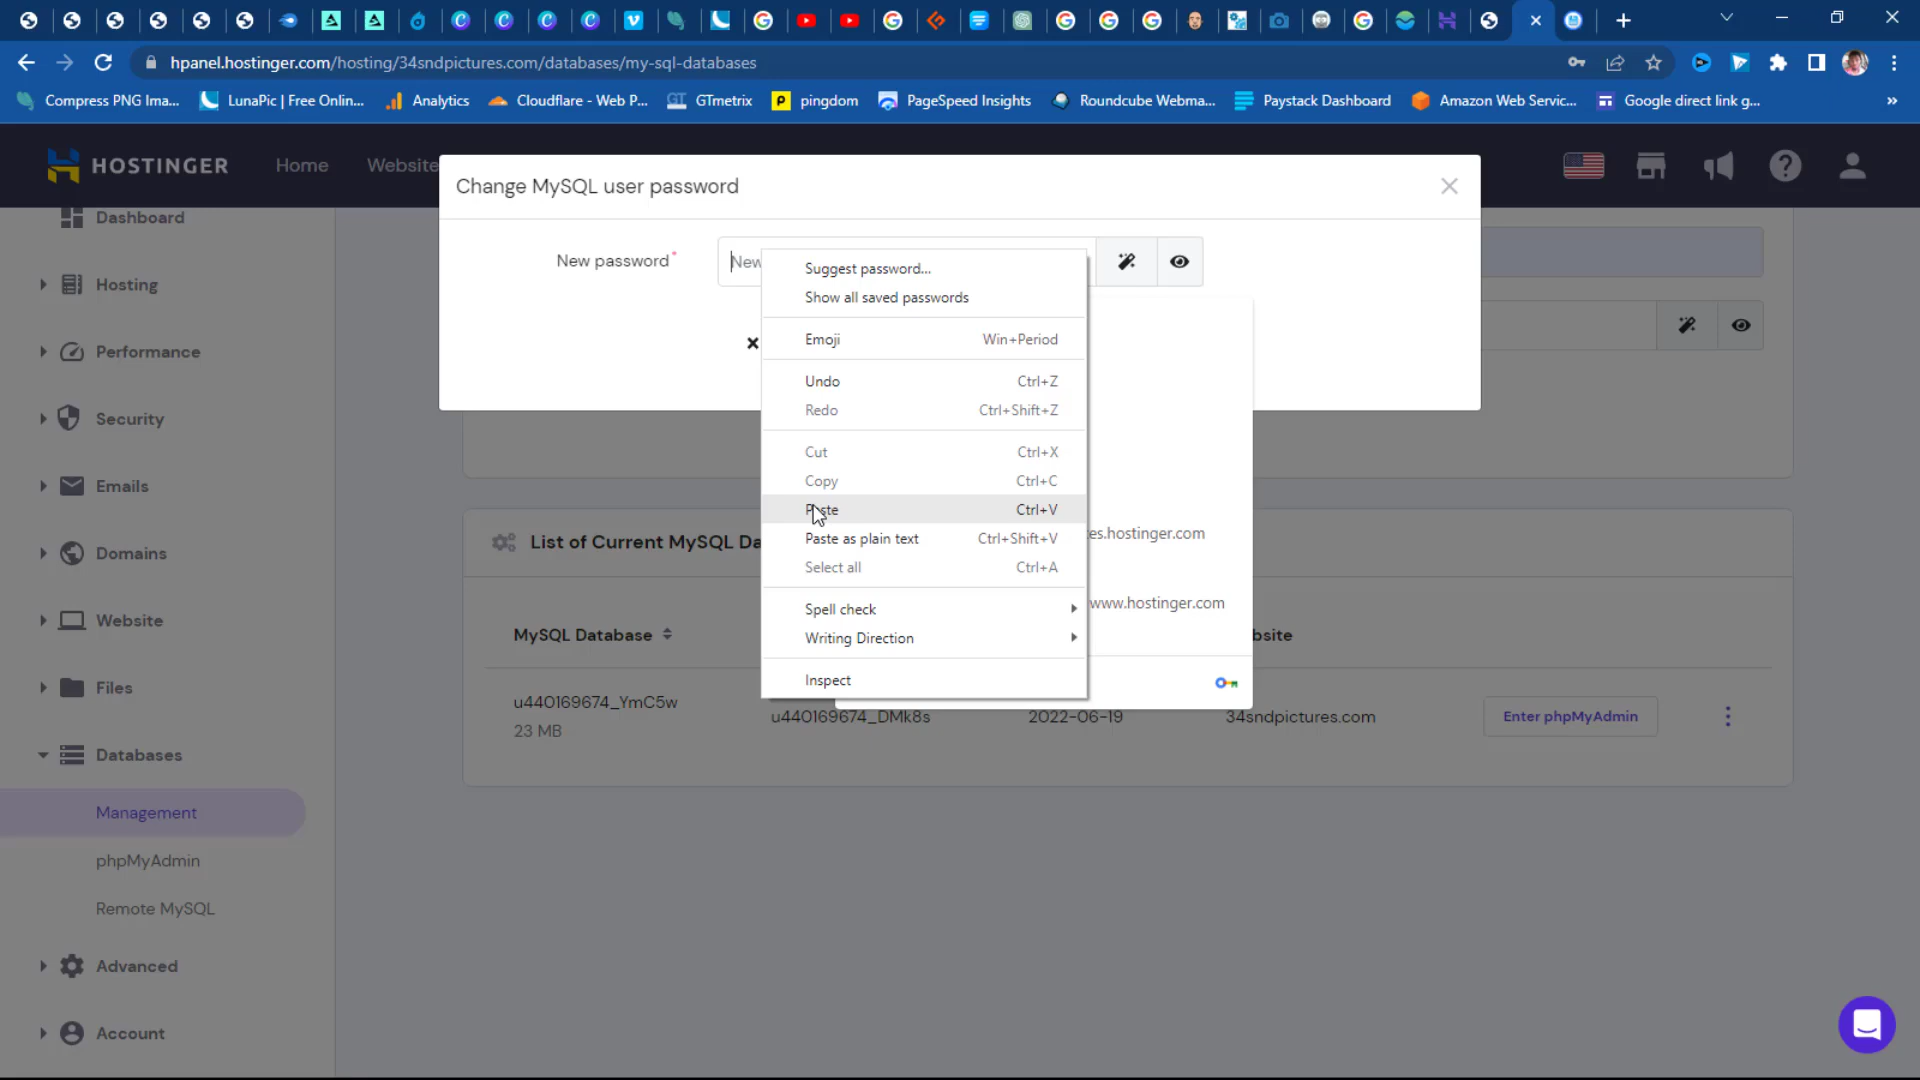 hpanel.hostinger.com/hosting/34sndpictures.com/databases/my-sql-databases
Compress PNG Ima... LunaPic | Free Onlin... Analytics Cloudflare - Web P... GTmetrix pingdom PageSpeed Insights Roundcube Webma... Paystack Dashboard Amazon Web Servic... Google direct link g... »
HOSTINGER Home Website
Change MySQL user password
New password* New
Suggest password...
Show all saved passwords
Emoji Win+Period
Undo Ctrl+Z
Redo Ctrl+Shift+Z
Cut Ctrl+X
Copy Ctrl+C
Paste Ctrl+V
Paste as plain text Ctrl+Shift+V
Select all Ctrl+A
Spell check
Writing Direction
Inspect
es.hostinger.com
www.hostinger.com
Dashboard
Hosting
Performance
Security
Emails
Domains
Website
Files
Databases
Management
phpMyAdmin
Remote MySQL
Advanced
Account
List of Current MySQL Da
MySQL Database bsite
u440169674_YmC5w u440169674_DMk8s 2022-06-19 34sndpictures.com Enter phpMyAdmin
23 MB